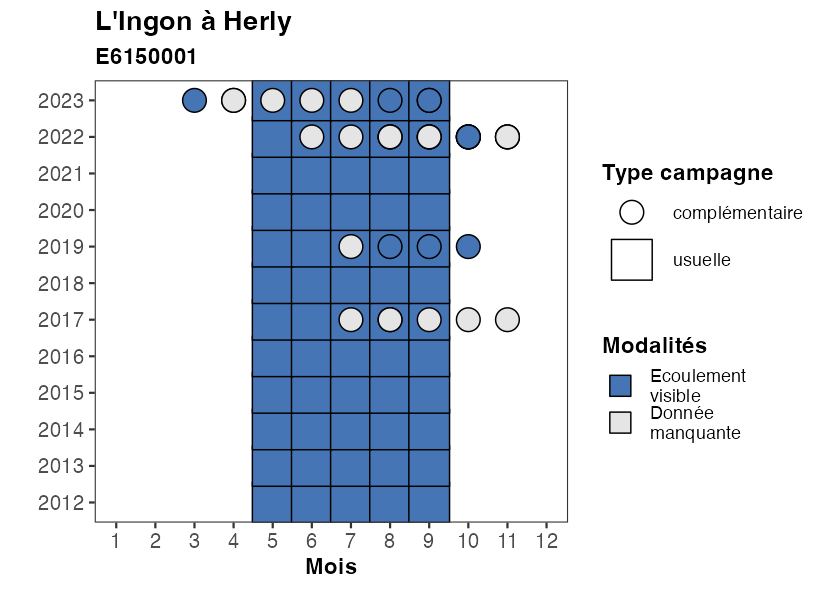 L'Ingon à Herly
E6150001
2023
2022
2021
2020
2019
2018
2017
2016
2015
2014
2013
2012
1 2 3 4 5 6 7 8 9 10 11 12
Mois
Type campagne
complémentaire
usuelle
Modalités
Ecoulement
visible
Donnée
manquante